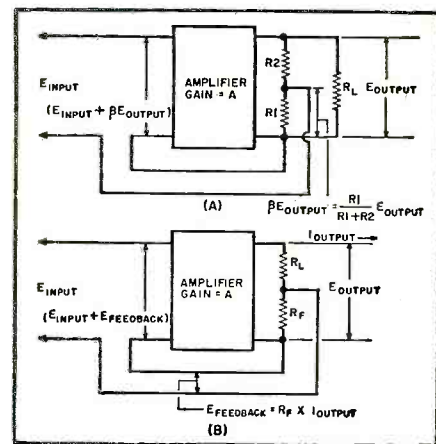 R2
AMPLIFIER
GAIN = A
RL
EINPUT
EOUTPUT
(EINPUT + βEOUTPUT)
R1
βEOUTPUT = R1 / R1+R2 EOUTPUT
(A)
IOUTPUT
RL
EINPUT
AMPLIFIER
GAIN = A
EOUTPUT
(EINPUT + EFEEDBACK)
RF
EFEEDBACK = RF X IOUTPUT
(B)